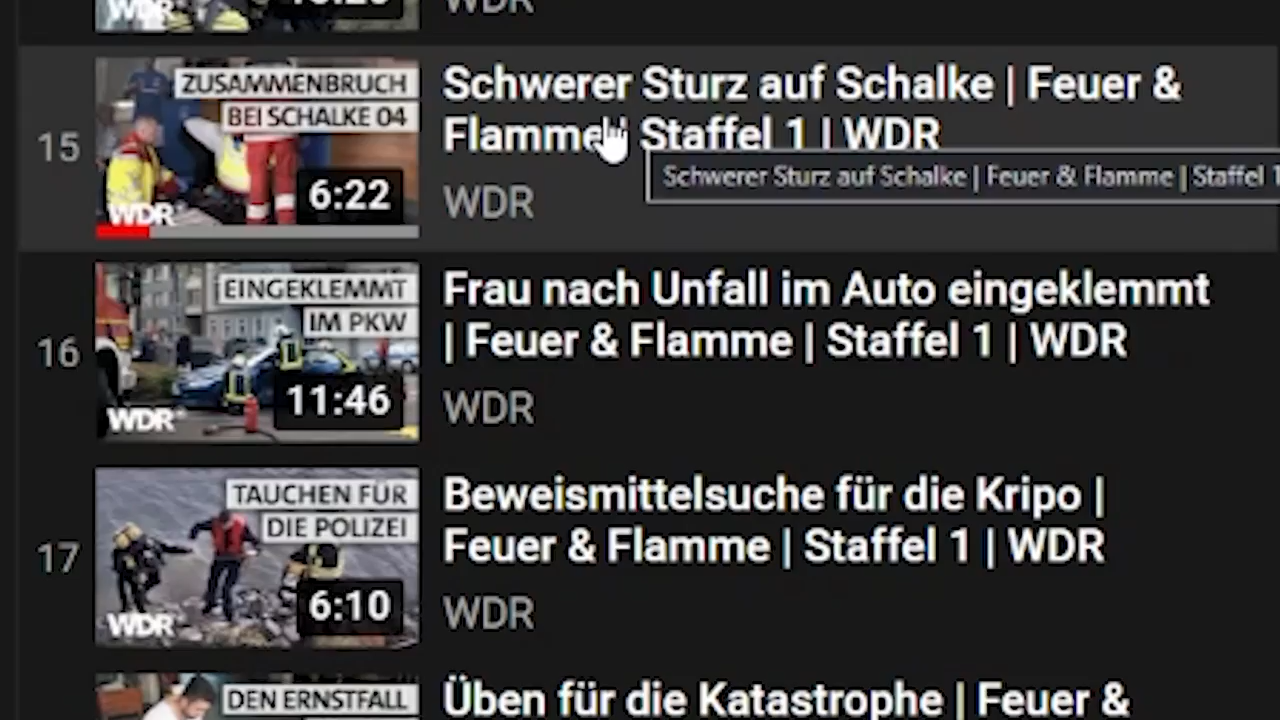 WDR
WDR
15
ZUSAMMENBRUCH
BEI SCHALKE 04
6:22
WDR
Schwerer Sturz auf Schalke | Feuer &
Flamme | Staffel 1 | WDR
Schwerer Sturz auf Schalke | Feuer & Flamme | Staffel 1
WDR
16
EINGEKLEMMT
IM PKW
11:46
WDR
Frau nach Unfall im Auto eingeklemmt
| Feuer & Flamme | Staffel 1 | WDR
WDR
17
TAUCHEN FÜR
DIE POLIZEI
6:10
WDR
Beweismittelsuche für die Kripo |
Feuer & Flamme | Staffel 1 | WDR
WDR
DEN ERNSTFALL
Üben für die Katastrophe | Feuer &